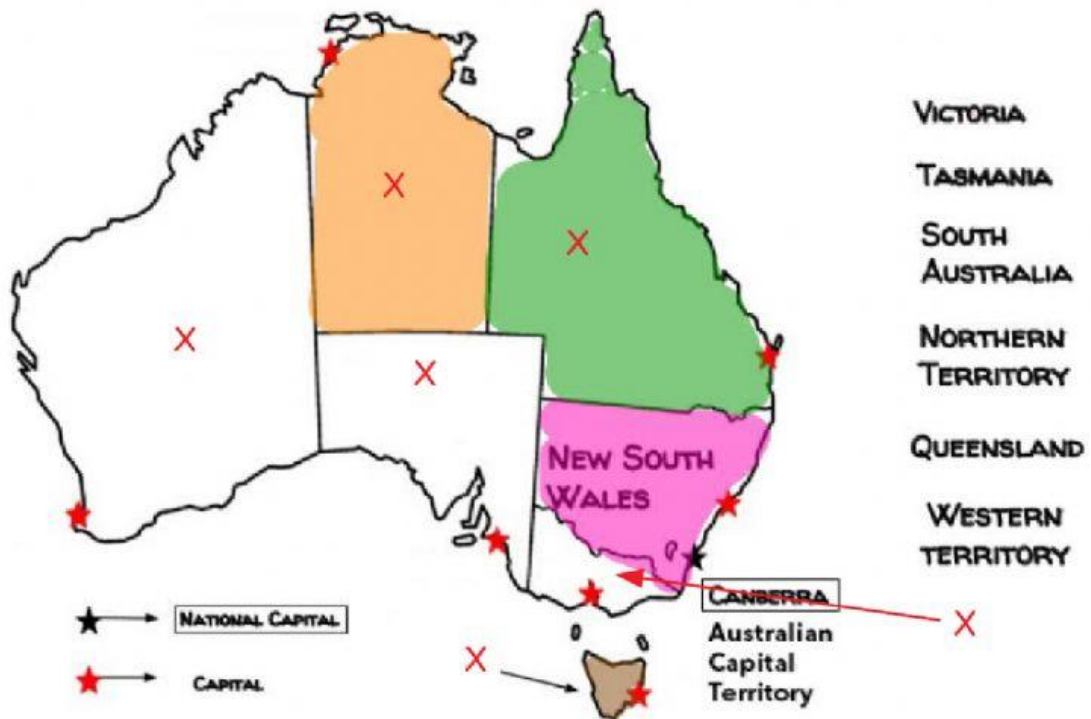 VICTORIA
TASMANIA
SOUTH
AUSTRALIA
NORTHERN
TERRITORY
QUEENSLAND
WESTERN
TERRITORY
NEW SOUTH
WALES
X
X
X
X
X
X
CANBERRA
Australian
Capital
Territory
NATIONAL CAPITAL
CAPITAL